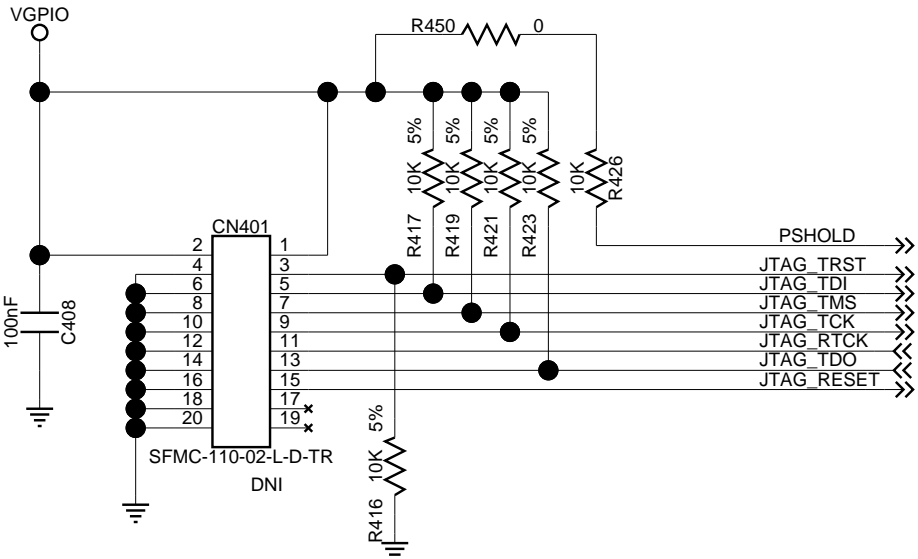 VGPIO
R450
0
5%
5%
5%
5%
10K
10K
10K
10K
10K
R426
R417
R419
R421
R423
CN401
PSHOLD
2
1
4
3
JTAG_TRST
6
5
JTAG_TDI
8
7
JTAG_TMS
10
9
JTAG_TCK
12
11
JTAG_RTCK
14
13
JTAG_TDO
16
15
JTAG_RESET
18
17
20
19
100nF
C408
SFMC-110-02-L-D-TR
DNI
5%
10K
R416